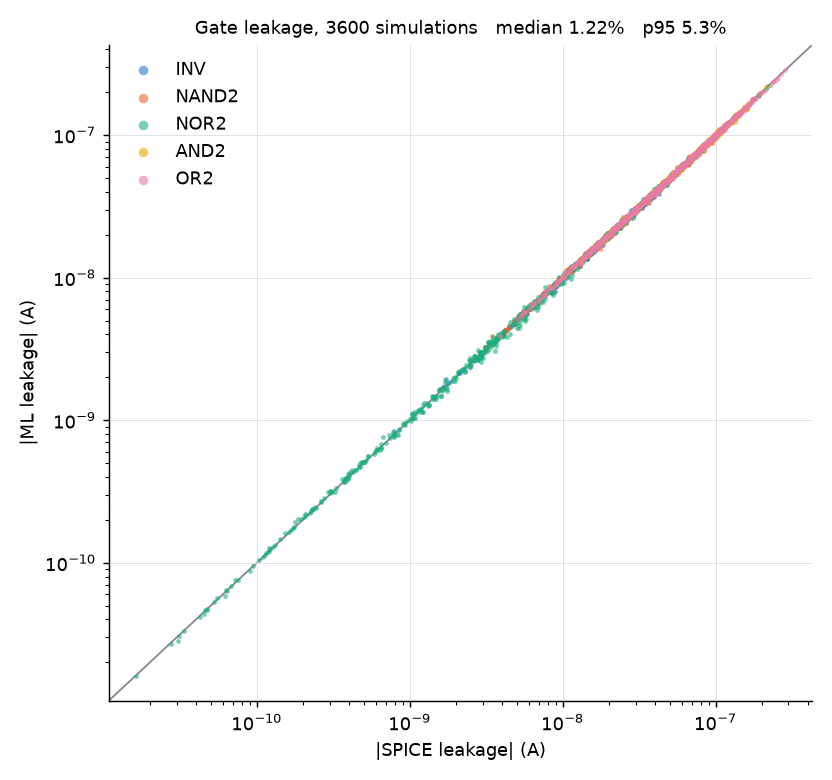 Gate leakage, 3600 simulations   median 1.22%   p95 5.3%
INV
NAND2
NOR2
AND2
OR2
10⁻⁷
10⁻⁸
10⁻⁹
10⁻¹⁰
|ML leakage| (A)
10⁻¹⁰ 10⁻⁹ 10⁻⁸ 10⁻⁷
|SPICE leakage| (A)